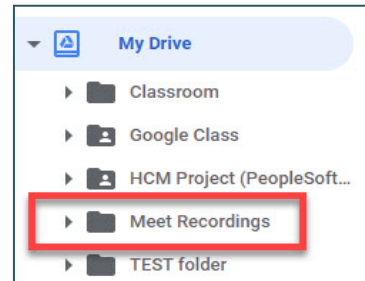 My Drive
Classroom
Google Class
HCM Project (PeopleSoft...
Meet Recordings
TEST folder